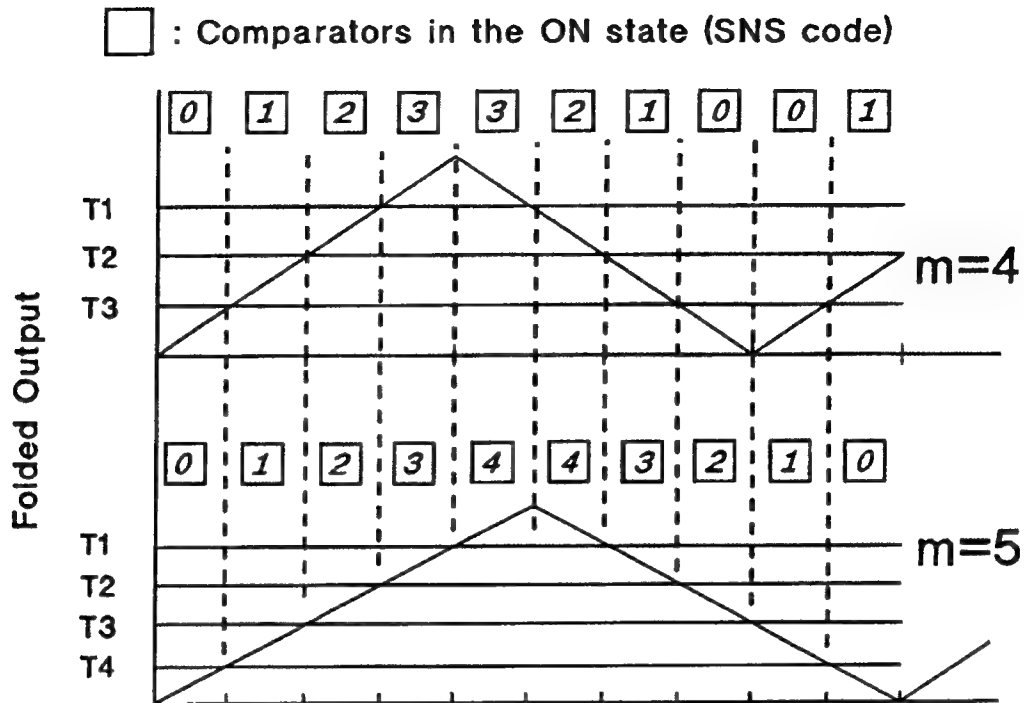 : Comparators in the ON state (SNS code)
0 1 2 3 3 2 1 0 0 1
T1
T2
m=4
T3
Folded Output
0 1 2 3 4 4 3 2 1 0
T1
m=5
T2
T3
T4